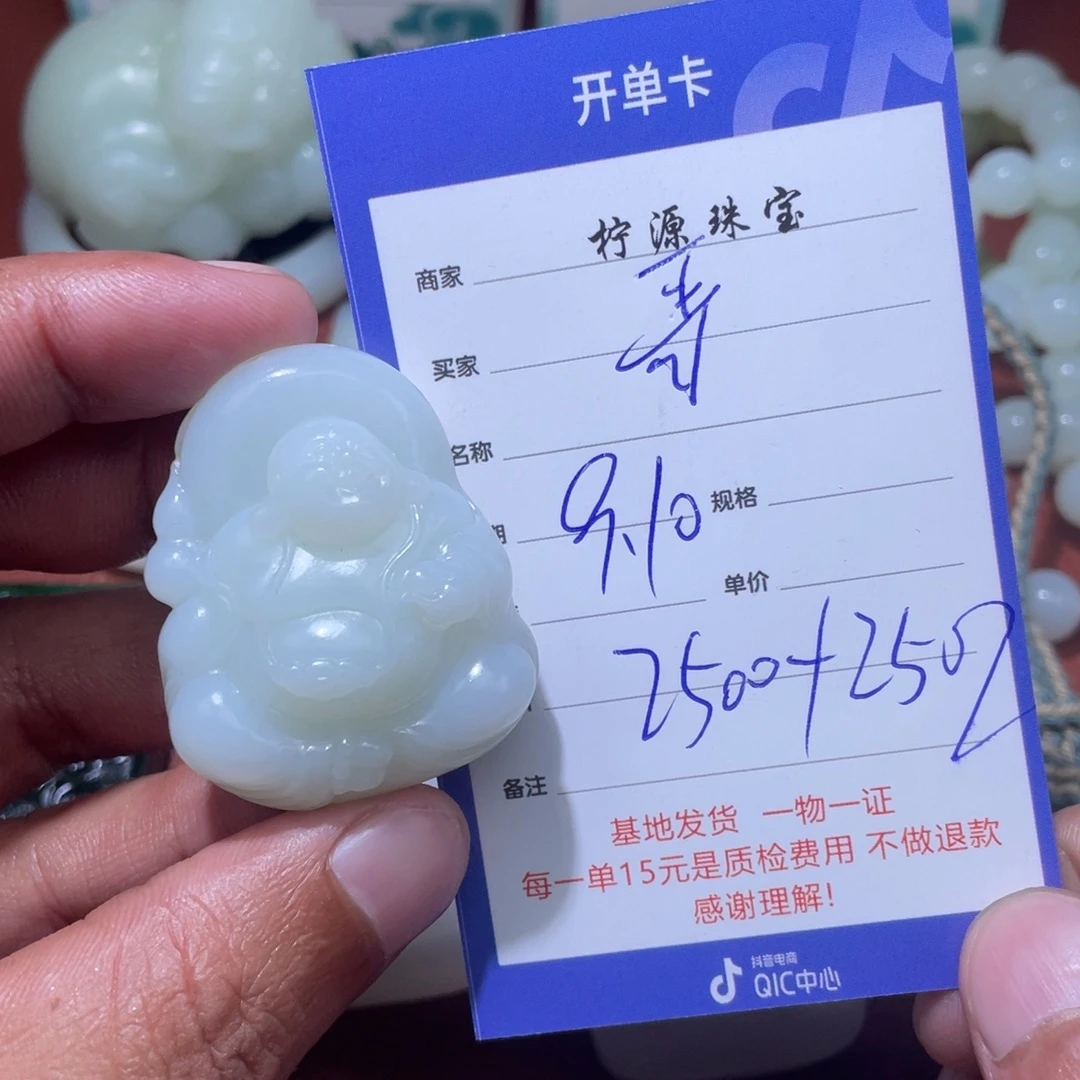 开单卡
商家 柠源珠宝
买家
名称
期 9.10 规格
单价
2500+250
备注
基地发货 一物一证
每一单15元是质检费用 不做退款
感谢理解!
抖音电商
QIC中心